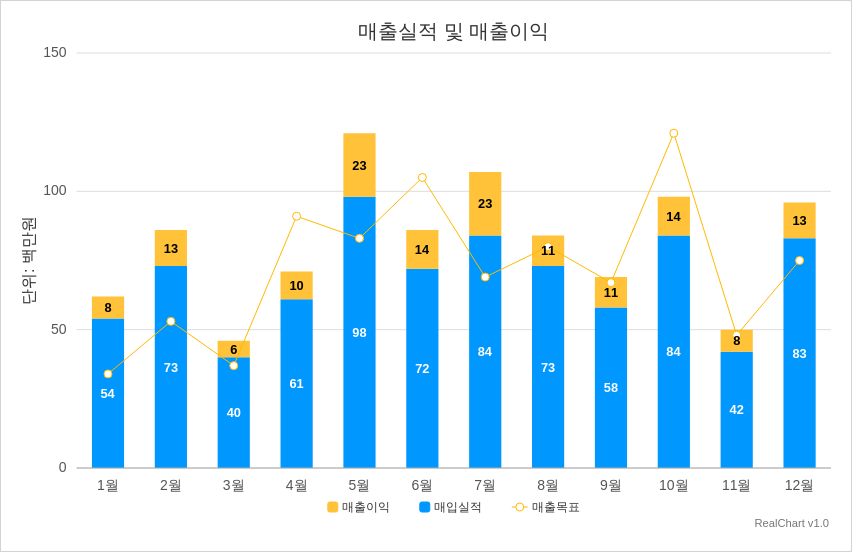 매출실적 및 매출이익
단위: 백만원
150
100
50
0
8 13 6 10 23 14 23 11 11 14 8 13
54 73 40 61 98 72 84 73 58 84 42 83
1월 2월 3월 4월 5월 6월 7월 8월 9월 10월 11월 12월
매출이익 매입실적 매출목표
RealChart v1.0